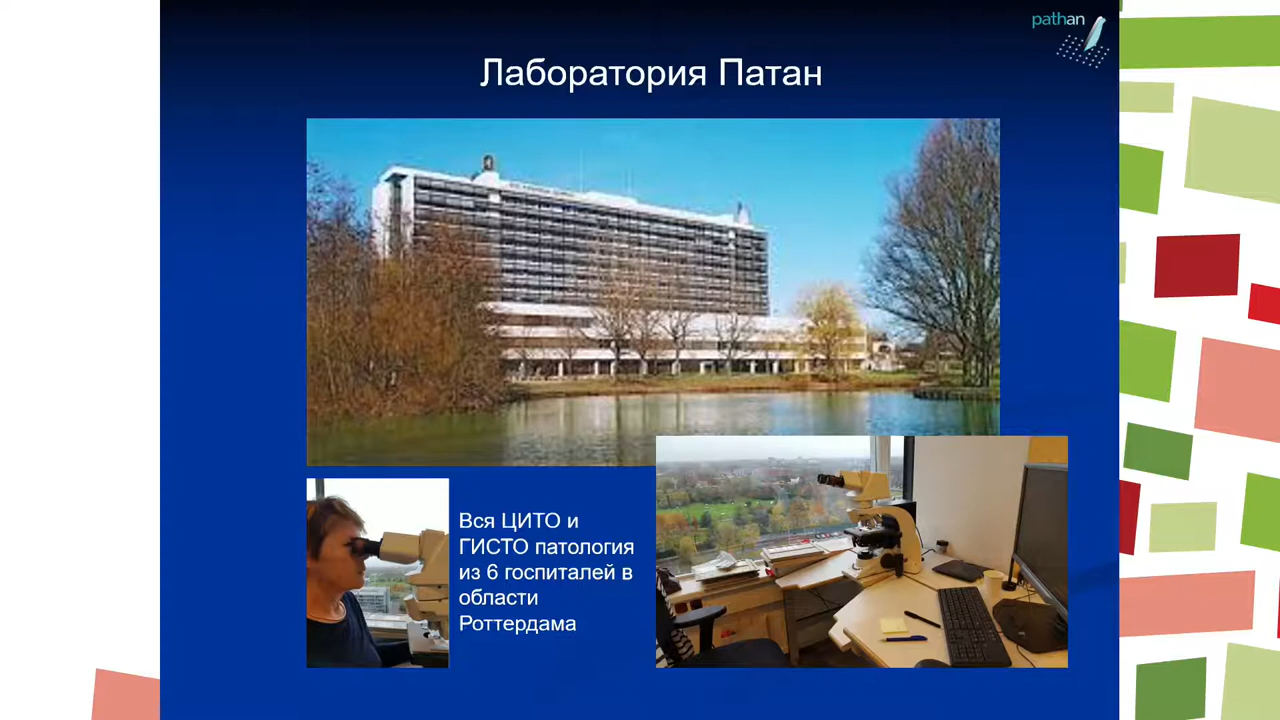 pathan
Лаборатория Патан
Вся ЦИТО и
ГИСТО патология
из 6 госпиталей в
области
Роттердама